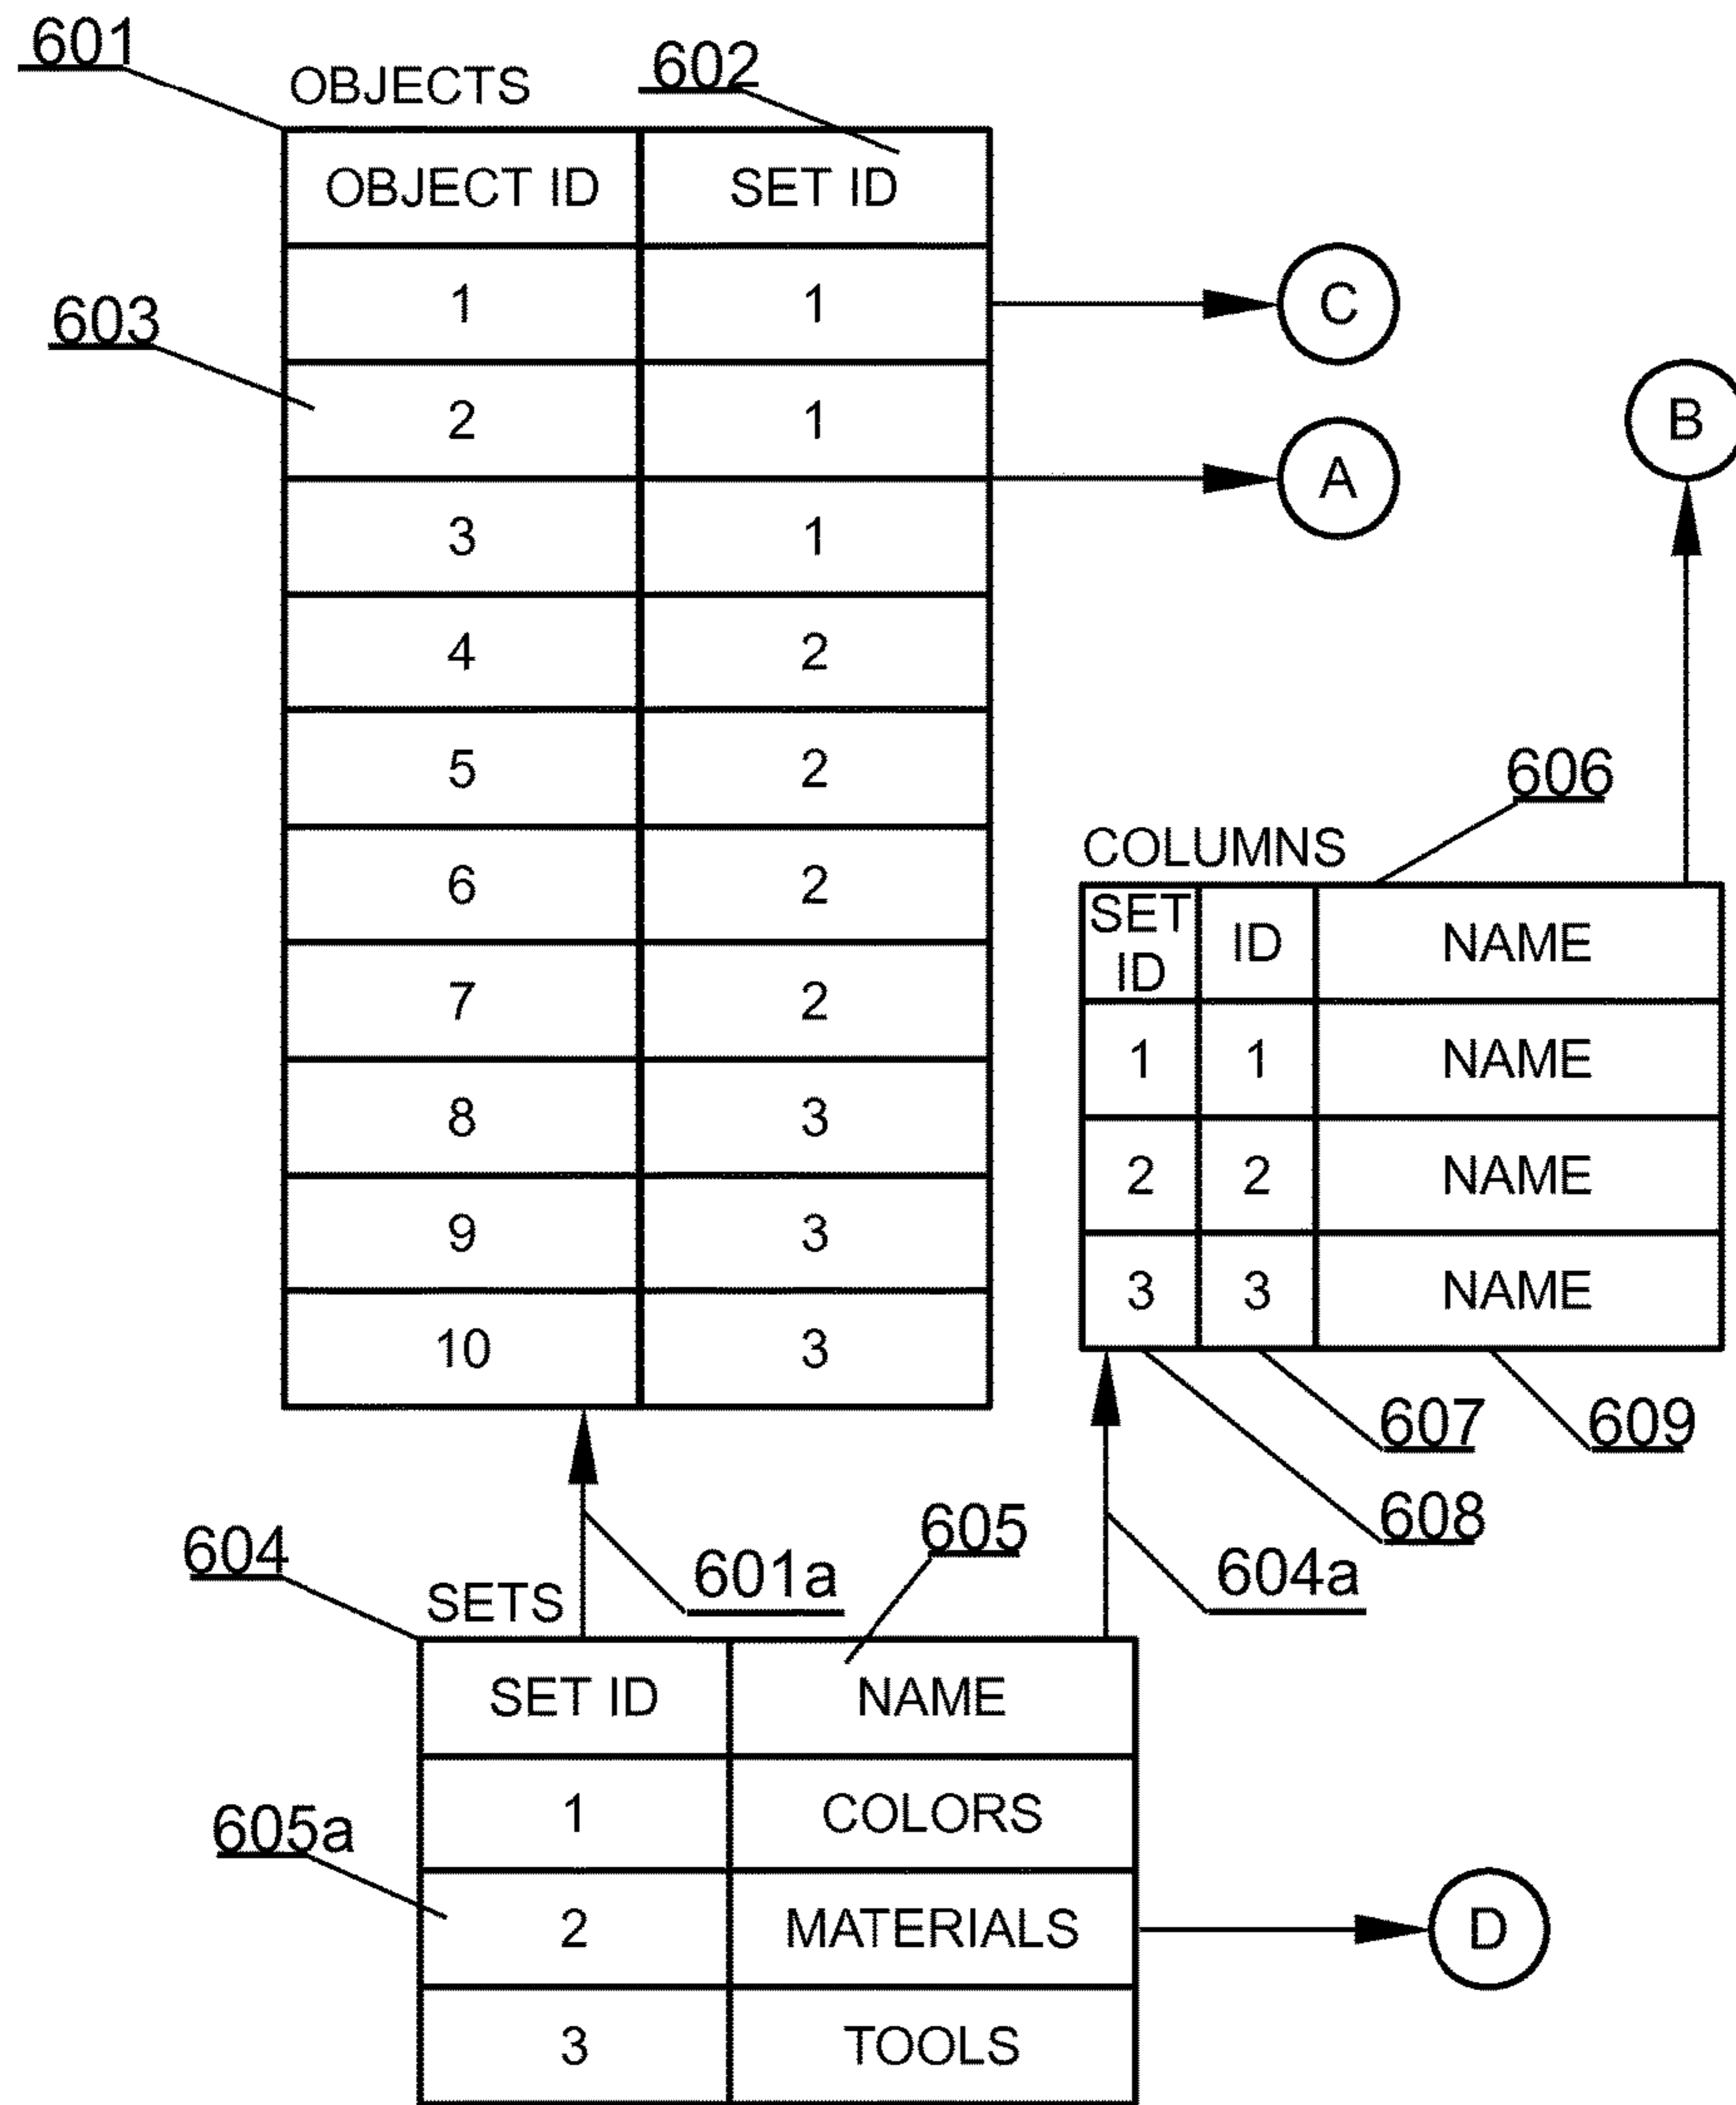 601
OBJECTS
602
OBJECT ID SET ID
1 1
C
603
2 1
B
A
3 1
4 2
5 2
606
COLUMNS
6 2
SET ID ID NAME
7 2
1 1 NAME
8 3
2 2 NAME
9 3
3 3 NAME
10 3
607
609
608
605
604
601a
604a
SETS
SET ID NAME
1 COLORS
605a
2 MATERIALS
D
3 TOOLS